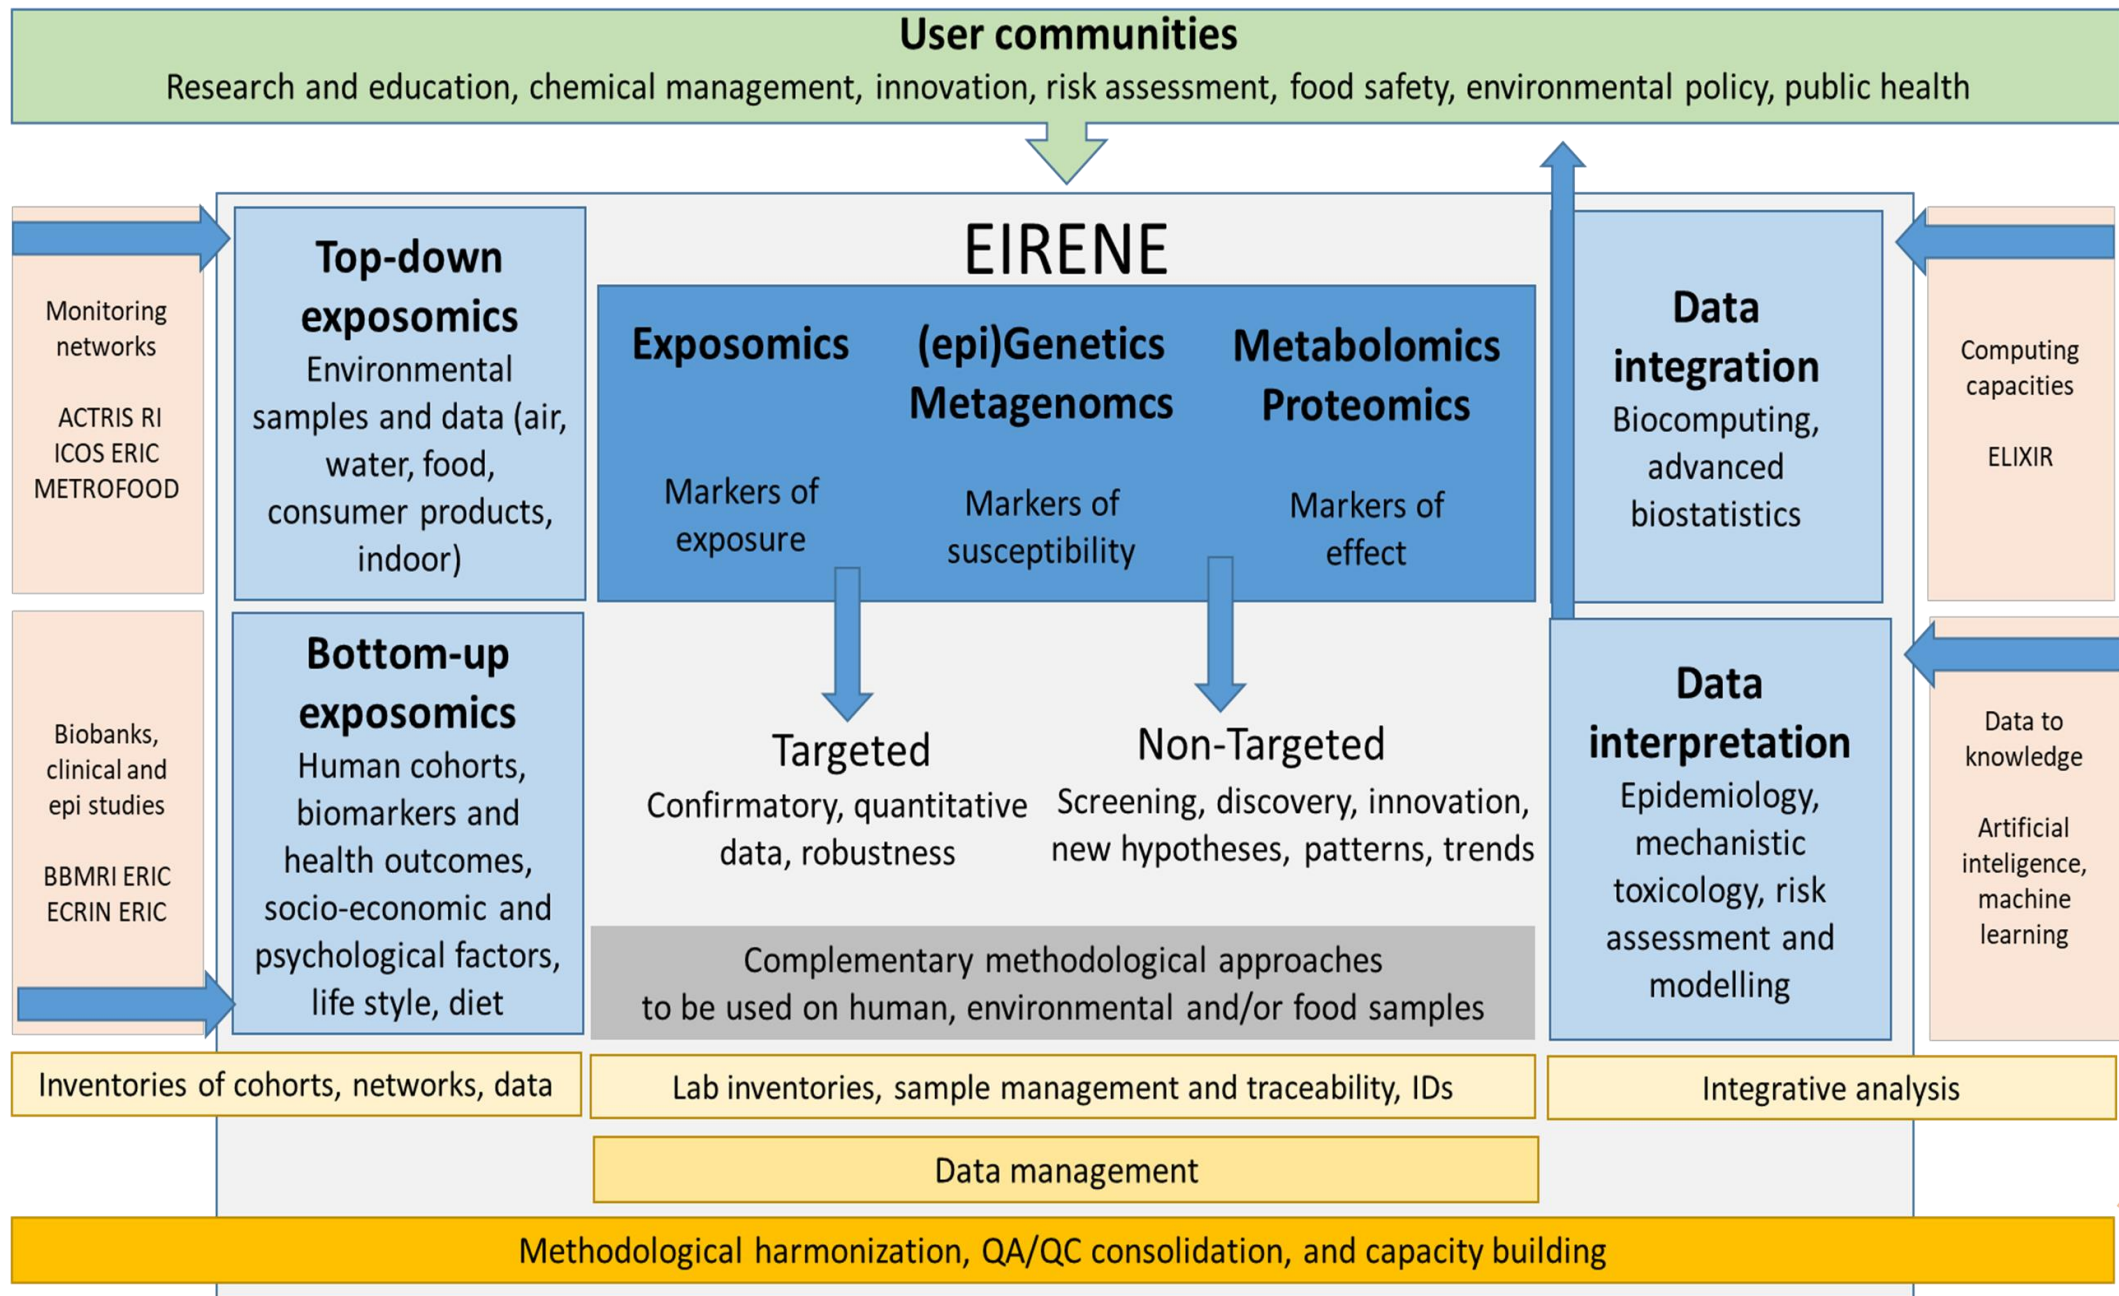 User communities
Research and education, chemical management, innovation, risk assessment, food safety, environmental policy, public health
Monitoring
networks
ACTRIS RI
ICOS ERIC
METROFOOD
Top-down
exposomics
Environmental
samples and data (air,
water, food,
consumer products,
indoor)
EIRENE
Exposomics
Markers of
exposure
(epi)Genetics
Metagenomcs
Markers of
susceptibility
Metabolomics
Proteomics
Markers of
effect
Data
integration
Biocomputing,
advanced
biostatistics
Computing
capacities
ELIXIR
Biobanks,
clinical and
epi studies
BBMRI ERIC
ECRIN ERIC
Bottom-up
exposomics
Human cohorts,
biomarkers and
health outcomes,
socio-economic and
psychological factors,
life style, diet
Targeted
Confirmatory, quantitative
data, robustness
Non-Targeted
Screening, discovery, innovation,
new hypotheses, patterns, trends
Complementary methodological approaches
to be used on human, environmental and/or food samples
Data
interpretation
Epidemiology,
mechanistic
toxicology, risk
assessment and
modelling
Data to
knowledge
Artificial
inteligence,
machine
learning
Inventories of cohorts, networks, data
Lab inventories, sample management and traceability, IDs
Integrative analysis
Data management
Methodological harmonization, QA/QC consolidation, and capacity building